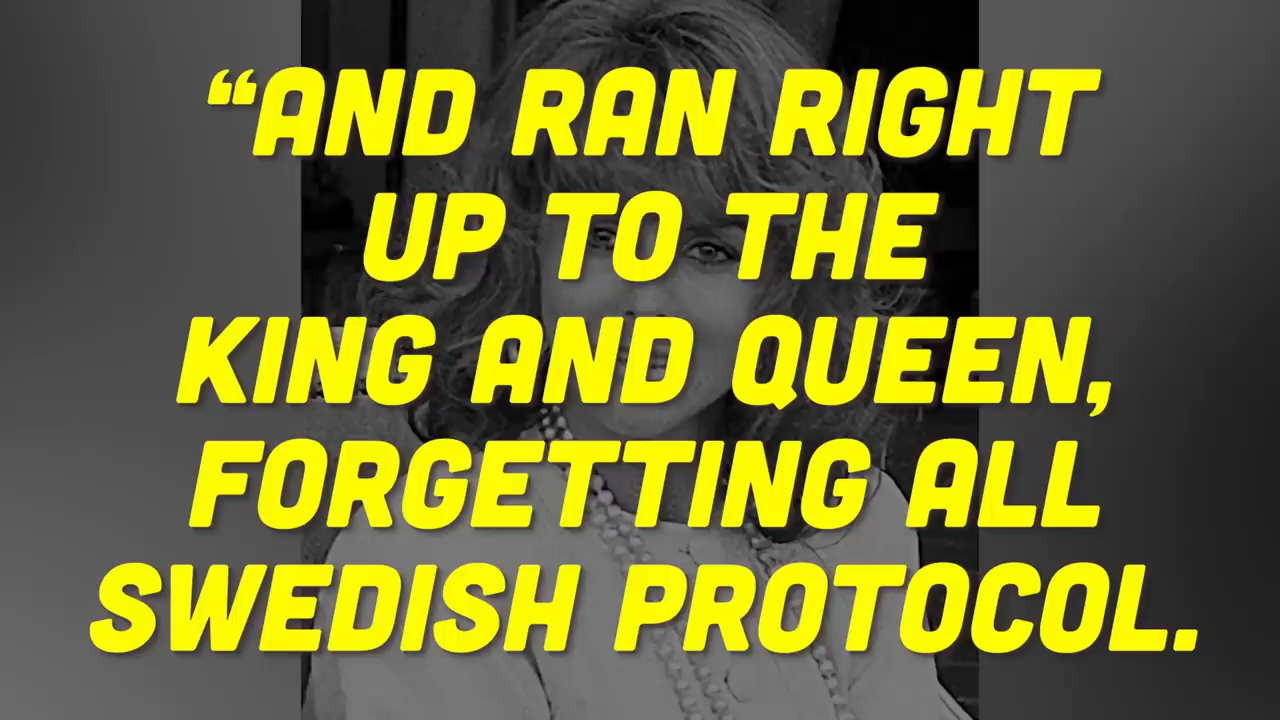 “AND RAN RIGHT
UP TO THE
KING AND QUEEN,
FORGETTING ALL
SWEDISH PROTOCOL.